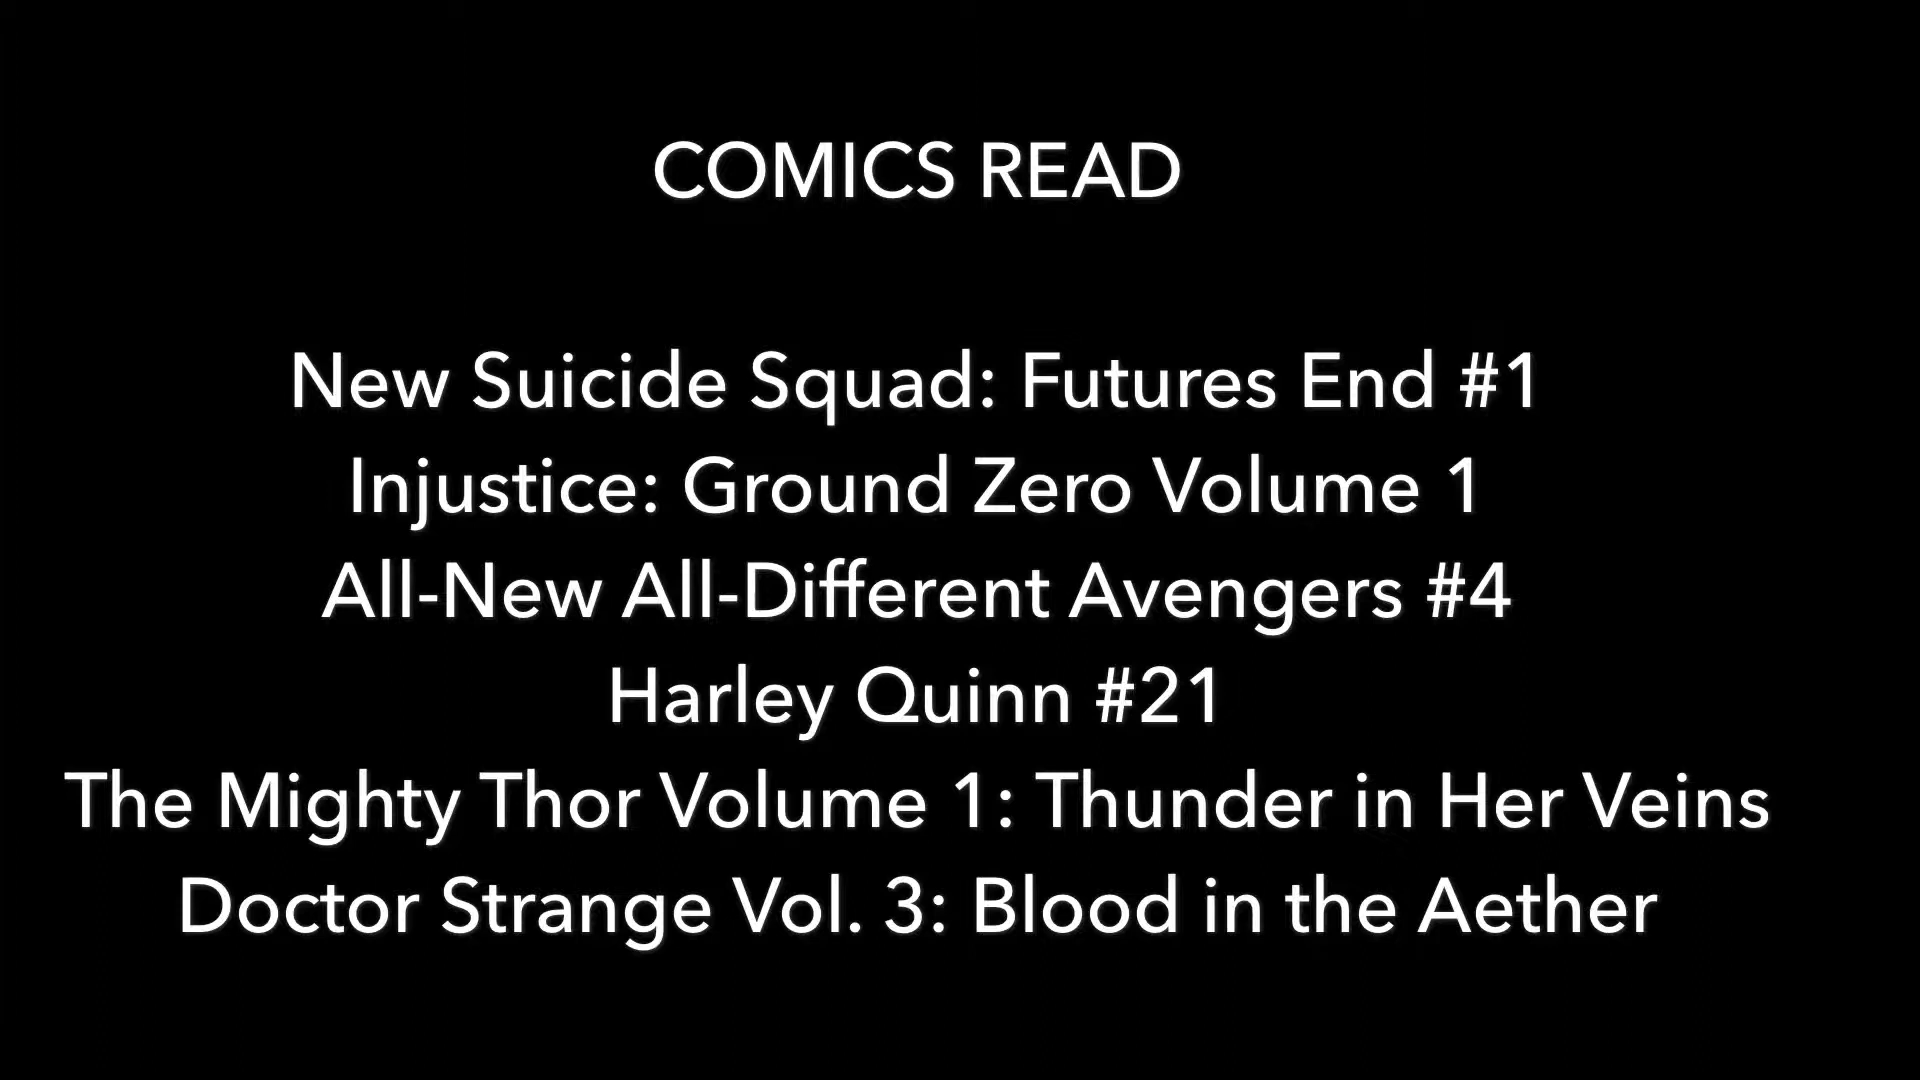 COMICS READ
New Suicide Squad: Futures End #1
Injustice: Ground Zero Volume 1
All-New All-Different Avengers #4
Harley Quinn #21
The Mighty Thor Volume 1: Thunder in Her Veins
Doctor Strange Vol. 3: Blood in the Aether